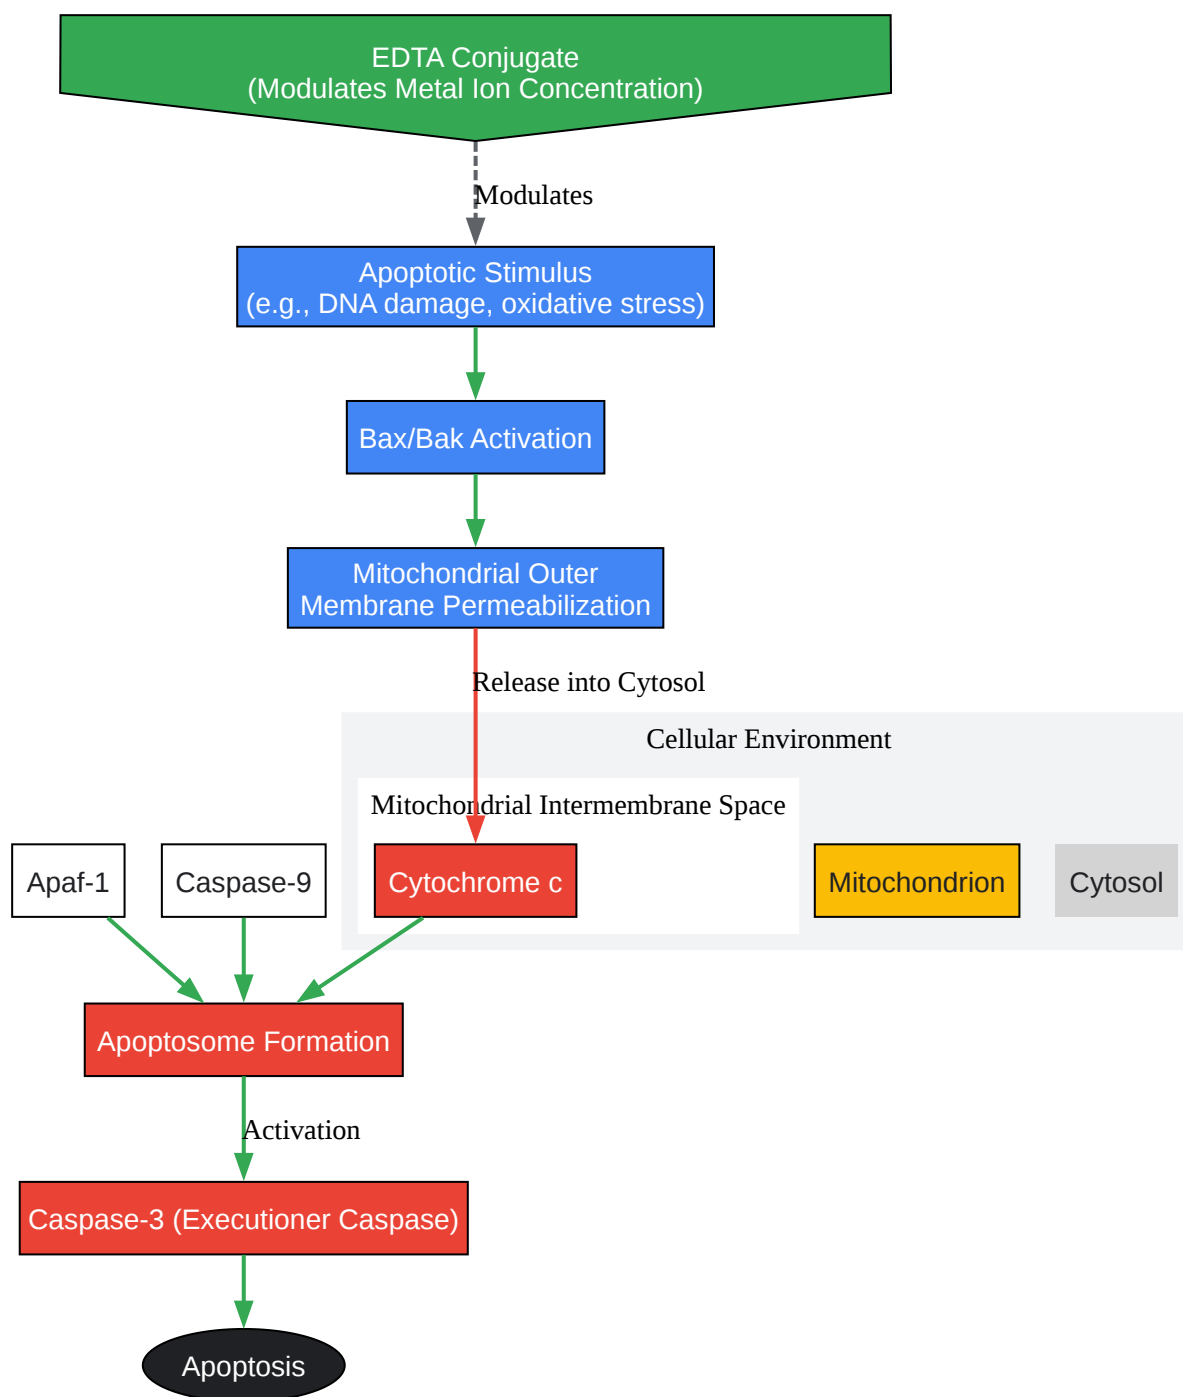 EDTA Conjugate
(Modulates Metal Ion Concentration)
Modulates
Apoptotic Stimulus
(e.g., DNA damage, oxidative stress)
Bax/Bak Activation
Mitochondrial Outer
Membrane Permeabilization
Release into Cytosol
Cellular Environment
Mitochondrial Intermembrane Space
Apaf-1
Caspase-9
Cytochrome c
Mitochondrion
Cytosol
Apoptosome Formation
Activation
Caspase-3 (Executioner Caspase)
Apoptosis